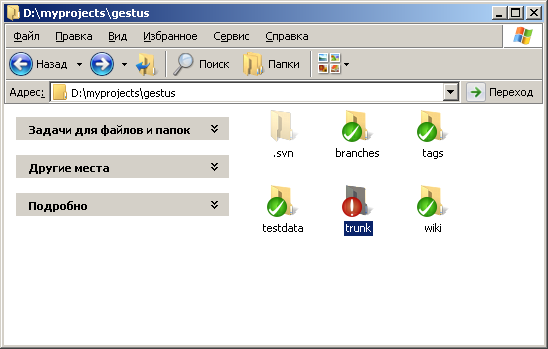 D:\myprojects\gestus
Файл Правка Вид Избранное Сервис Справка
Назад Поиск Папки
Адрес: D:\myprojects\gestus Переход
Задачи для файлов и папок
Другие места
Подробно
.svn branches tags
testdata trunk wiki